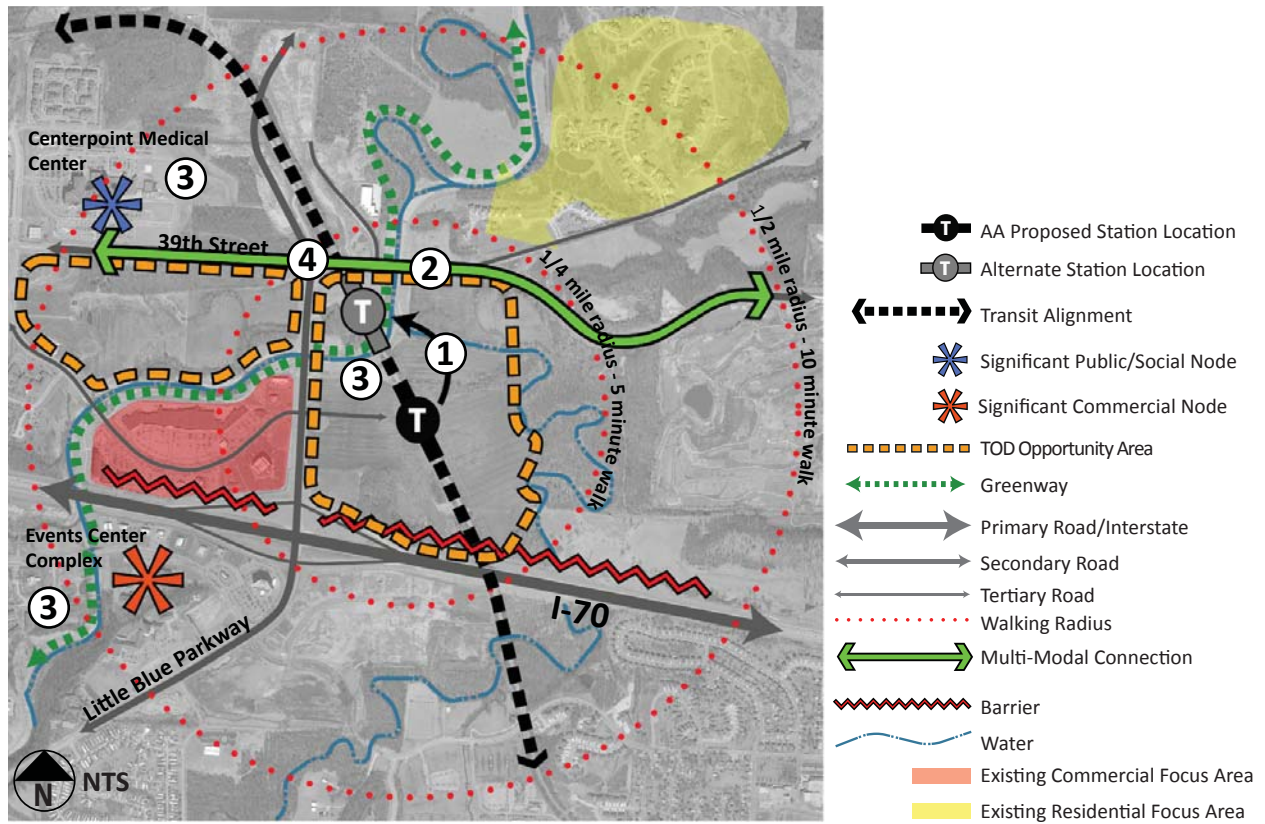 Centerpoint Medical
Center
3
39th Street
4
2
T
1
3
T
1/4 mile radius - 5 minute walk
1/2 mile radius - 10 minute walk
Events Center
Complex
3
I-70
Little Blue Parkway
N
NTS
T AA Proposed Station Location
T Alternate Station Location
Transit Alignment
Significant Public/Social Node
Significant Commercial Node
TOD Opportunity Area
Greenway
Primary Road/Interstate
Secondary Road
Tertiary Road
Walking Radius
Multi-Modal Connection
Barrier
Water
Existing Commercial Focus Area
Existing Residential Focus Area